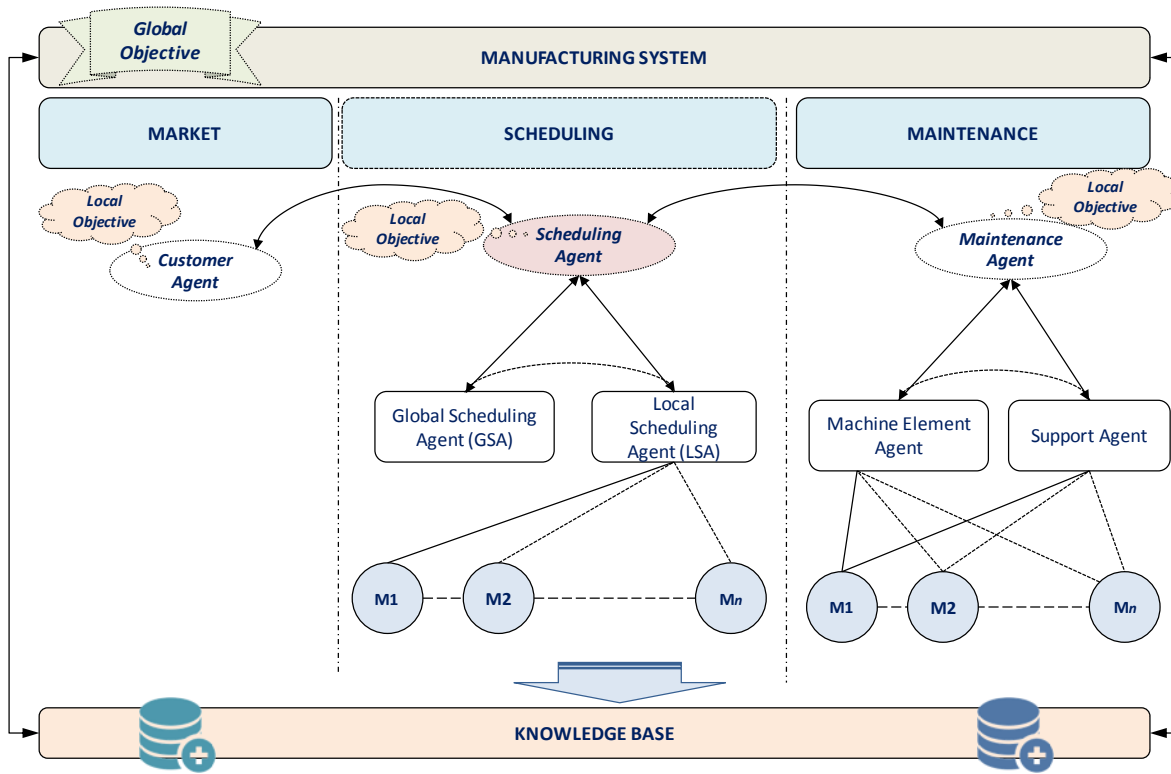 Global
Objective
MANUFACTURING SYSTEM
MARKET
SCHEDULING
MAINTENANCE
Local
Objective
Customer
Agent
Local
Objective
Scheduling
Agent
Local
Objective
Maintenance
Agent
Global Scheduling
Agent (GSA)
Local
Scheduling
Agent (LSA)
Machine Element
Agent
Support Agent
M1
M2
Mn
M1
M2
Mn
KNOWLEDGE BASE